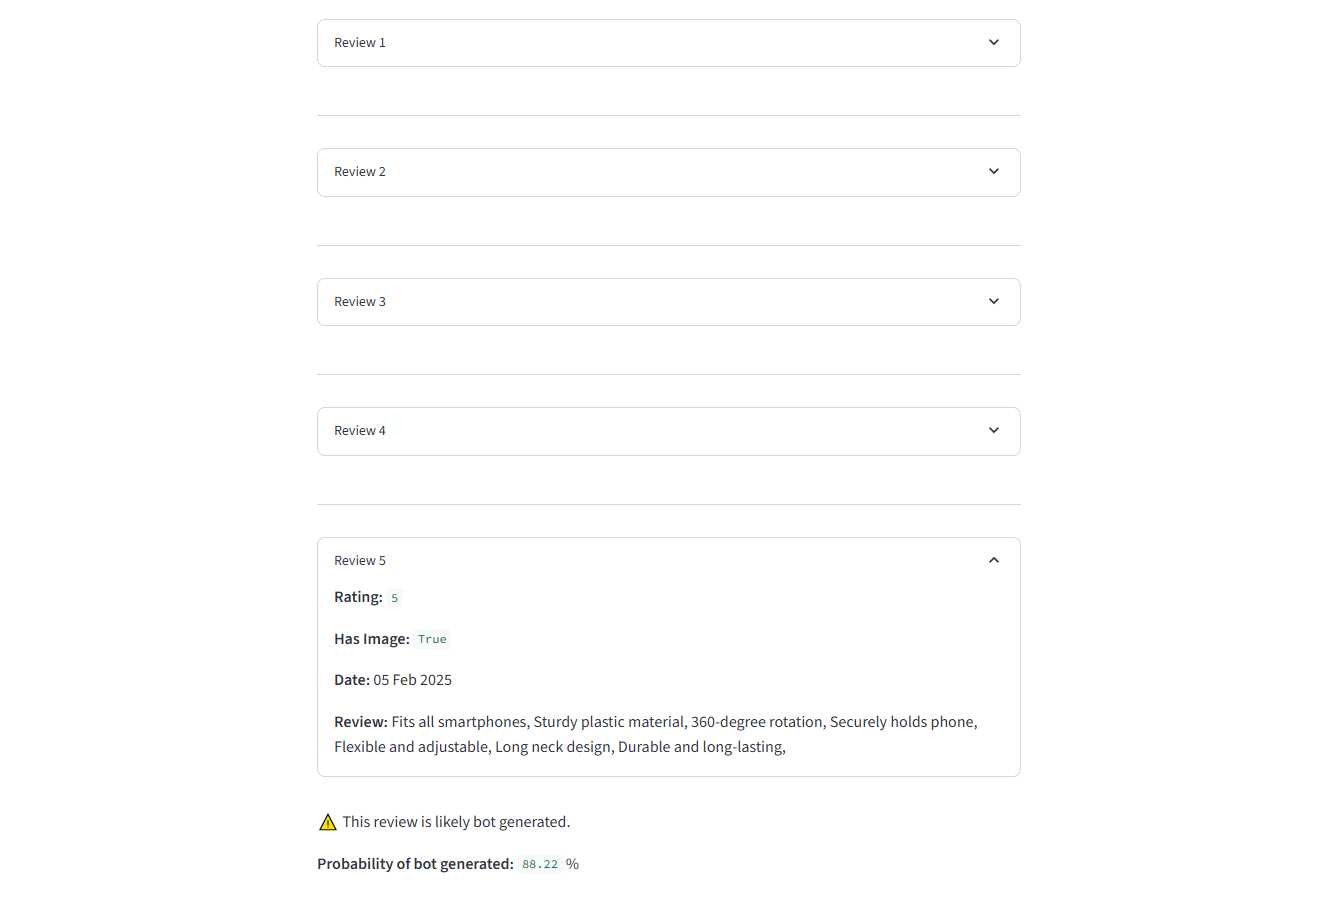 Review 1
Review 2
Review 3
Review 4
Review 5
Rating: 5
Has Image: True
Date: 05 Feb 2025
Review: Fits all smartphones, Sturdy plastic material, 360-degree rotation, Securely holds phone,
Flexible and adjustable, Long neck design, Durable and long-lasting,
This review is likely bot generated.
Probability of bot generated: 88.22 %